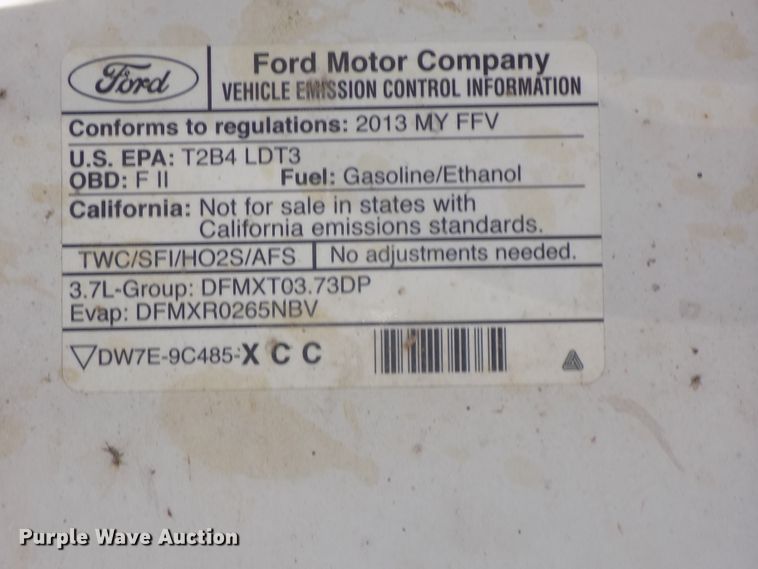 Ford
Ford Motor Company
VEHICLE EMISSION CONTROL INFORMATION
Conforms to regulations: 2013 MY FFV
U.S. EPA: T2B4 LDT3
OBD: F II Fuel: Gasoline/Ethanol
California: Not for sale in states with
California emissions standards.
TWC/SFI/HO2S/AFS No adjustments needed.
3.7L-Group: DFMXT03.73DP
Evap: DFMXR0265NBV
DW7E-9C485-XCC
Purple Wave Auction